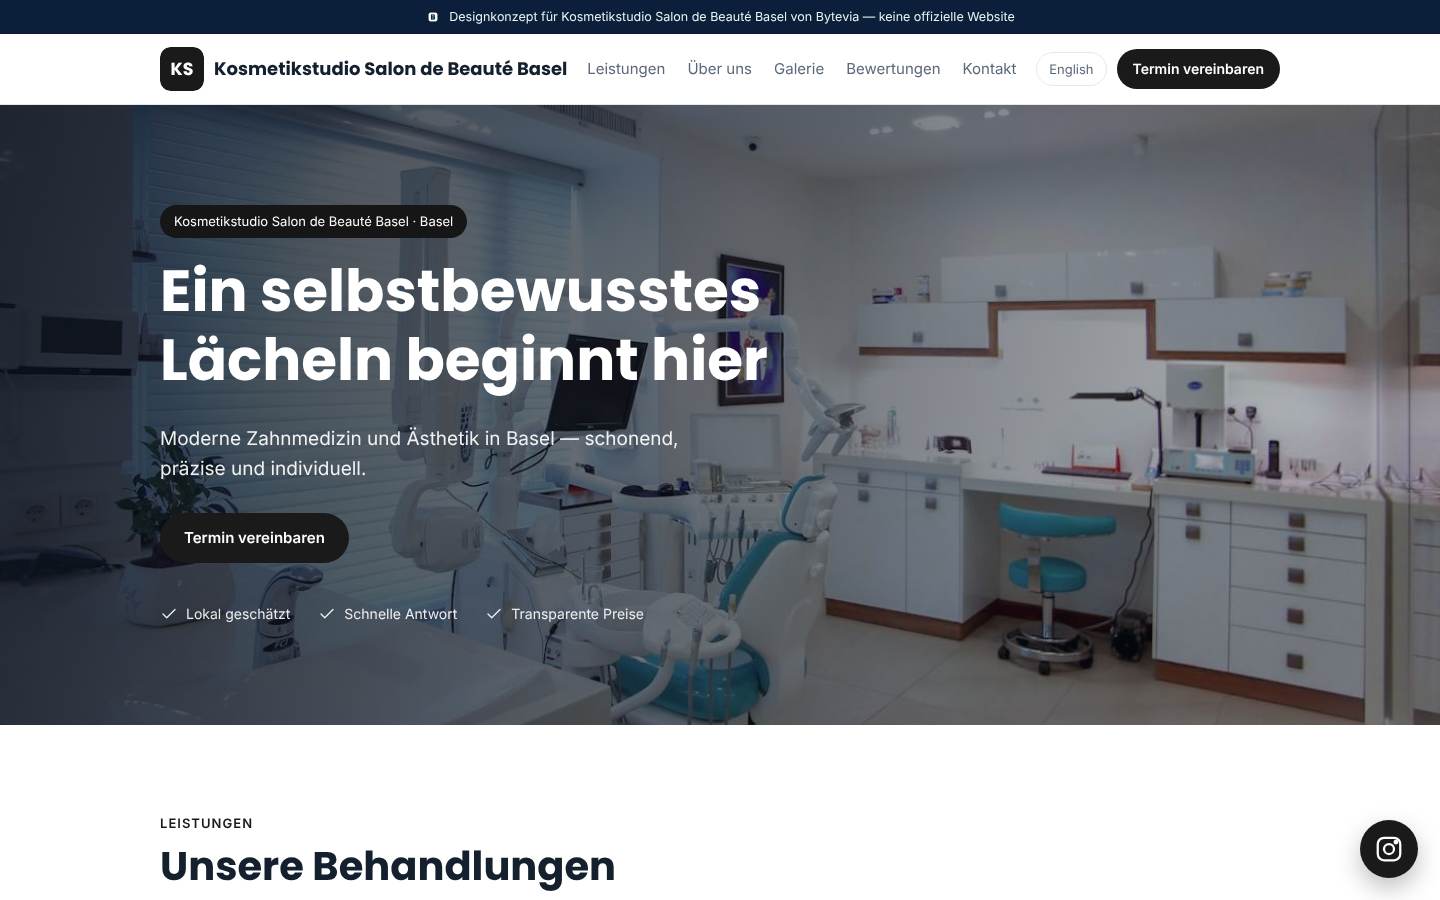 Designkonzept für Kosmetikstudio Salon de Beauté Basel von Bytevia — keine offizielle Website
KS
Kosmetikstudio Salon de Beauté Basel
Leistungen
Über uns
Galerie
Bewertungen
Kontakt
English
Termin vereinbaren
Kosmetikstudio Salon de Beauté Basel · Basel
Ein selbstbewusstes
Lächeln beginnt hier
Moderne Zahnmedizin und Ästhetik in Basel — schonend,
präzise und individuell.
Termin vereinbaren
Lokal geschätzt
Schnelle Antwort
Transparente Preise
LEISTUNGEN
Unsere Behandlungen